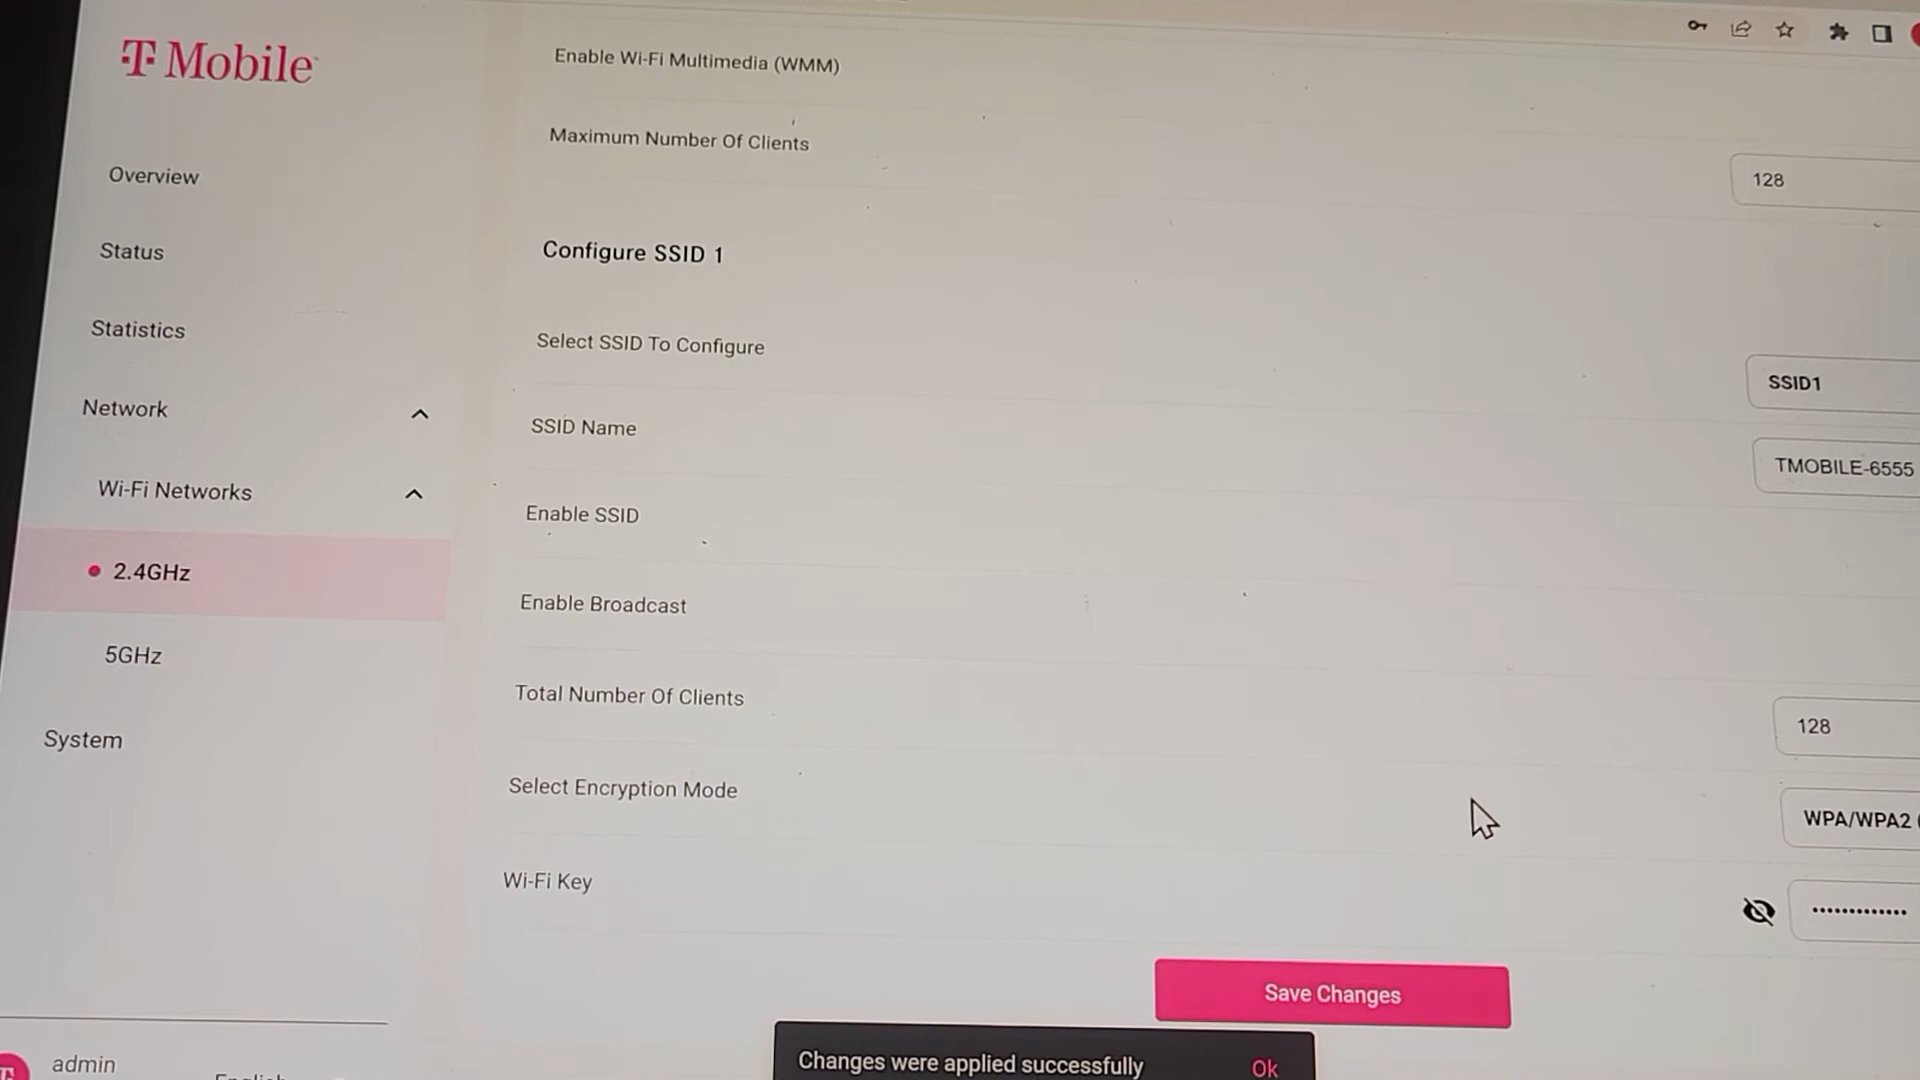 T Mobile
Overview
Status
Statistics
Network
Wi-Fi Networks
2.4GHz
5GHz
System
admin
Enable Wi-Fi Multimedia (WMM)
Maximum Number Of Clients
128
Configure SSID 1
Select SSID To Configure
SSID1
SSID Name
TMOBILE-6555
Enable SSID
Enable Broadcast
Total Number Of Clients
128
Select Encryption Mode
WPA/WPA2
Wi-Fi Key
Save Changes
Changes were applied successfully
Ok